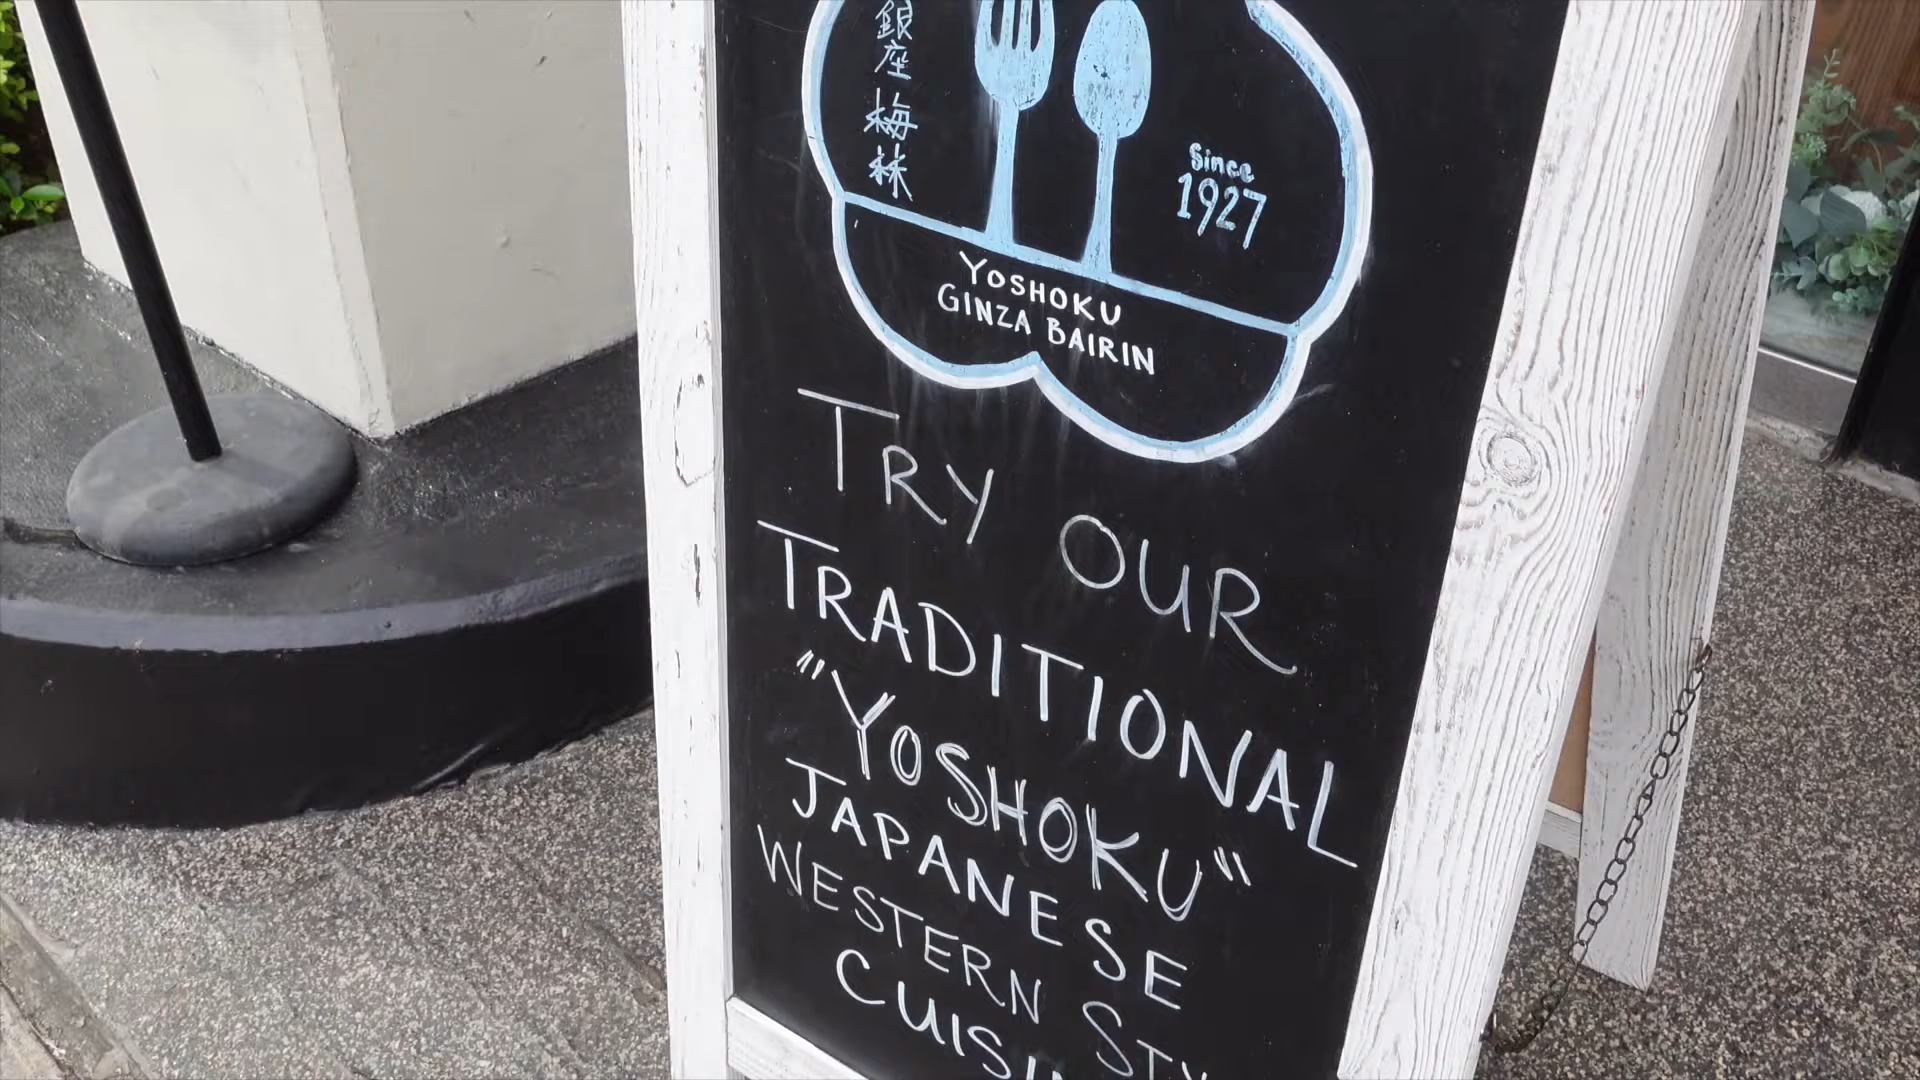 銀座梅林
Since
1927
YOSHOKU
GINZA BAIRIN
TRY OUR
TRADITIONAL
"YOSHOKU"
JAPANESE
WESTERN STY
CUISI